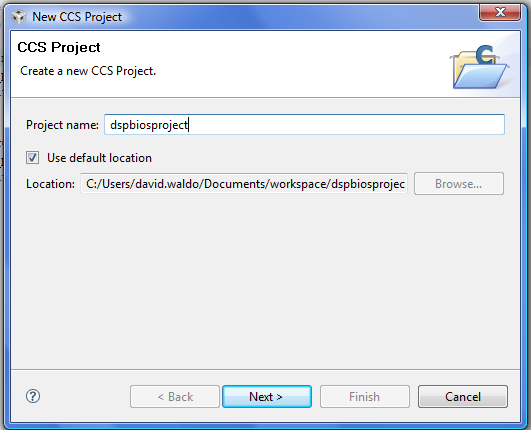 New CCS Project
CCS Project
Create a new CCS Project.
Project name: dspbiosproject
Use default location
Location: C:/Users/david.waldo/Documents/workspace/dspbiosprojec Browse...
? < Back Next > Finish Cancel